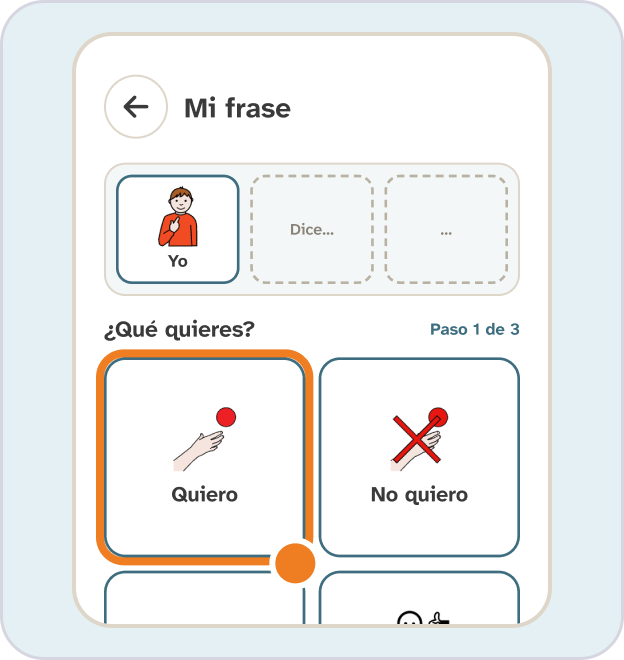 Mi frase
Yo
Dice...
...
¿Qué quieres?
Paso 1 de 3
Quiero
No quiero